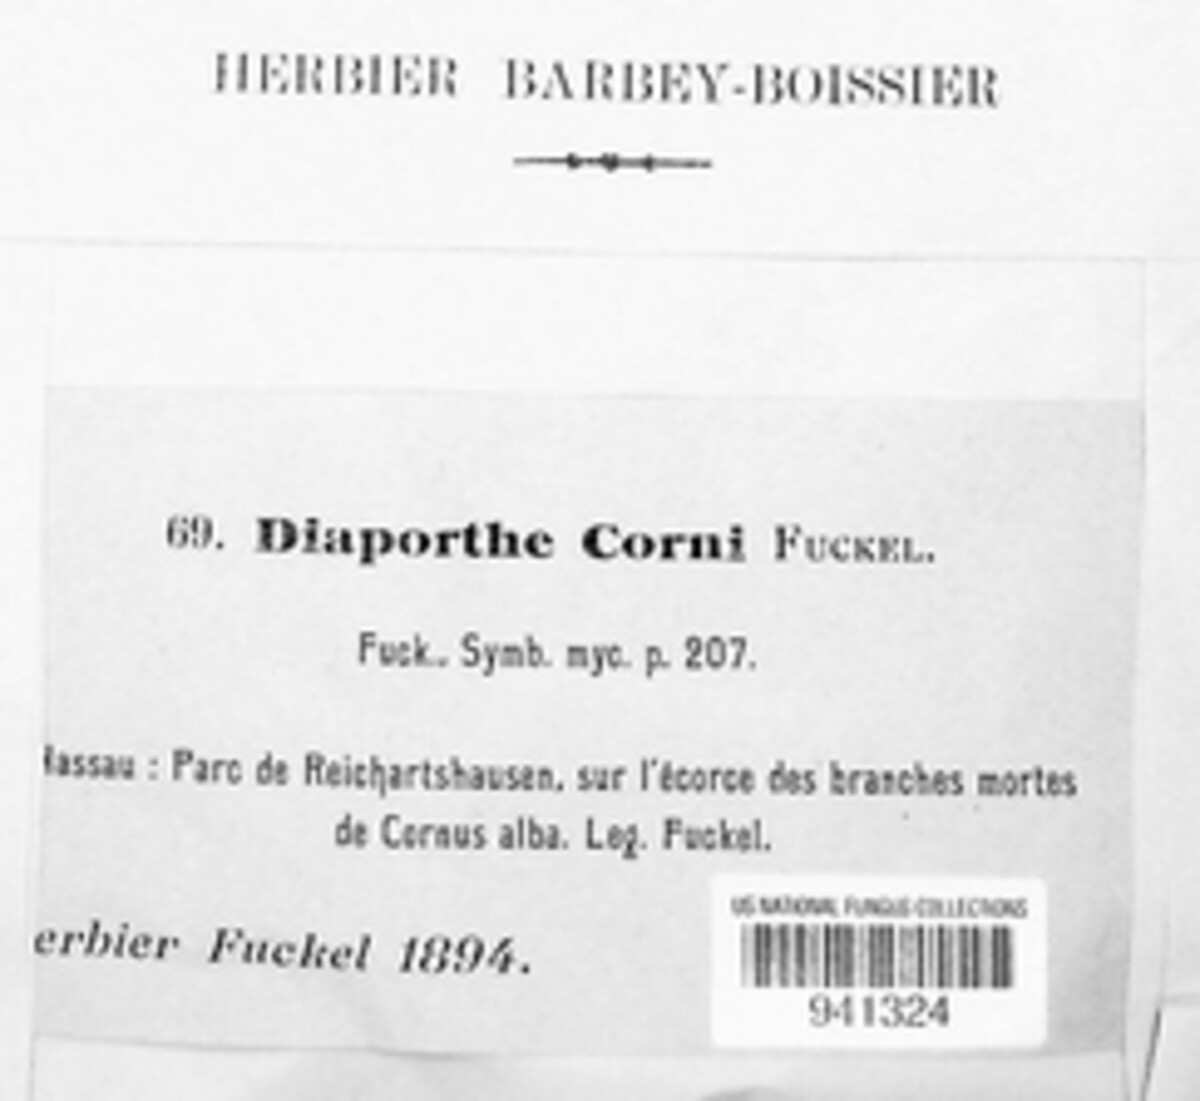 HERBIER BARBEY-BOISSIER
69. Diaporthe Corni FUCKEL.
Fuck.. Symb. myc. p. 207.
assau : Parc de Reichartshausen, sur l'écorce des branches mortes
de Cornus alba. Leg. Fuckel.
erbier Fuckel 1894.
US NATIONAL FUNGUS COLLECTIONS
941324